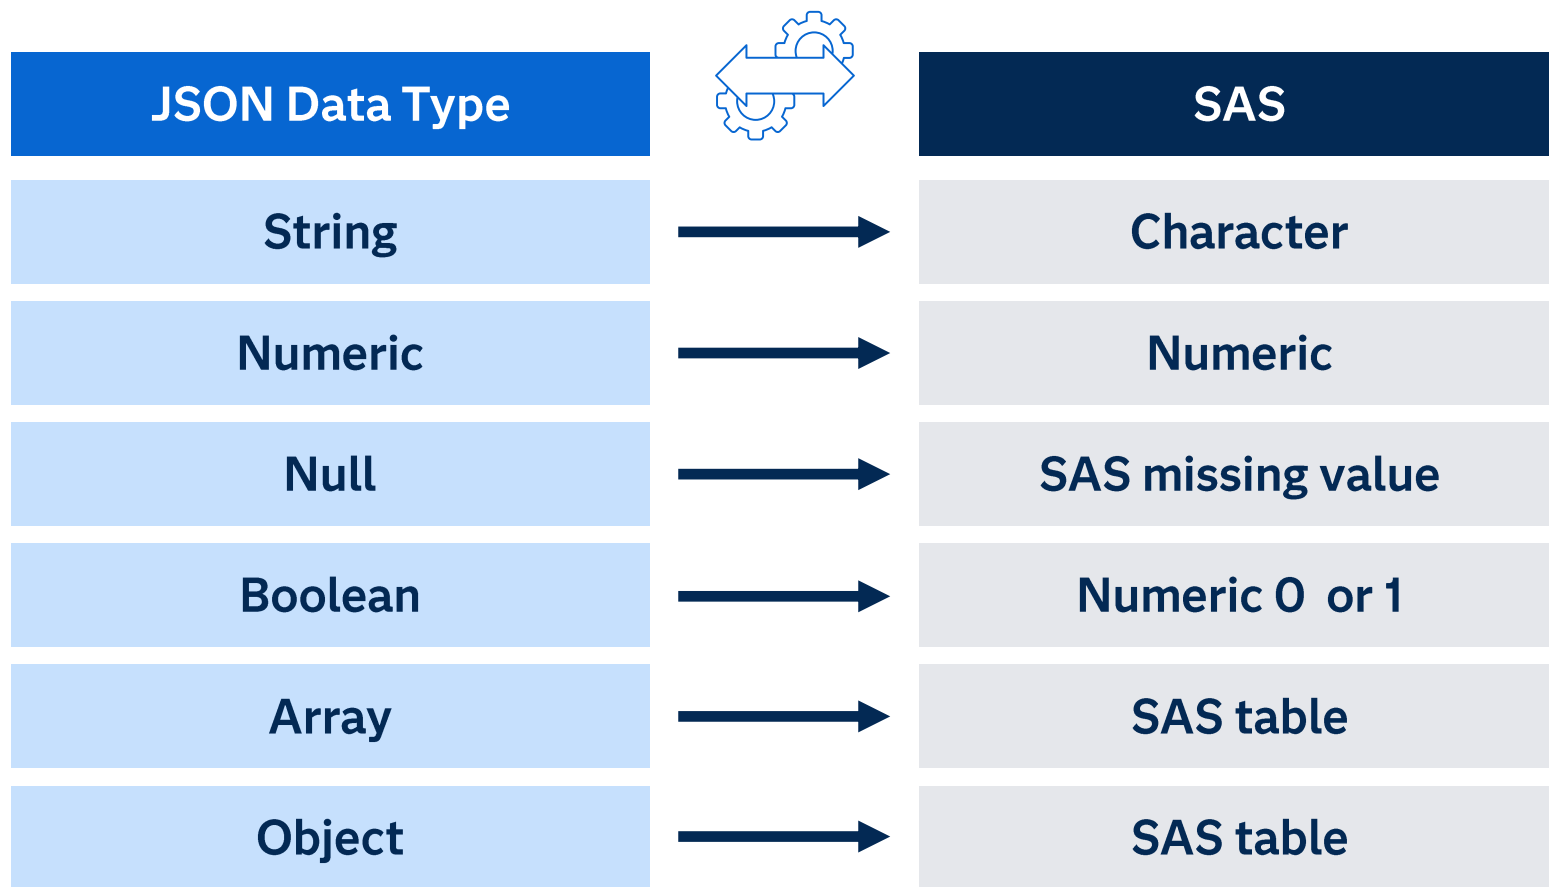 JSON Data Type
SAS
String
Character
Numeric
Numeric
Null
SAS missing value
Boolean
Numeric 0  or 1
Array
SAS table
Object
SAS table